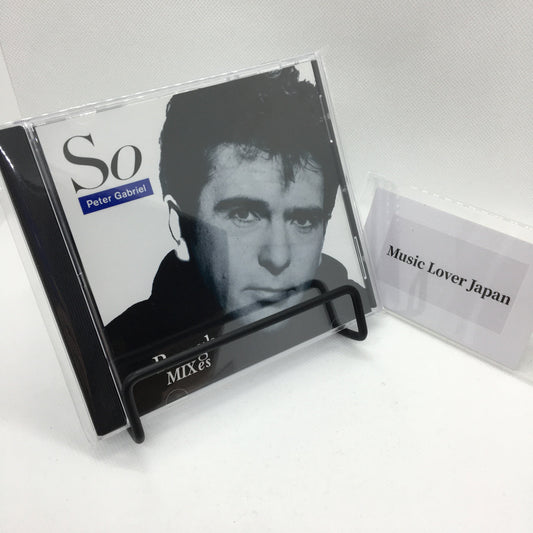 So
Peter Gabriel
MIXes
Music Lover Japan